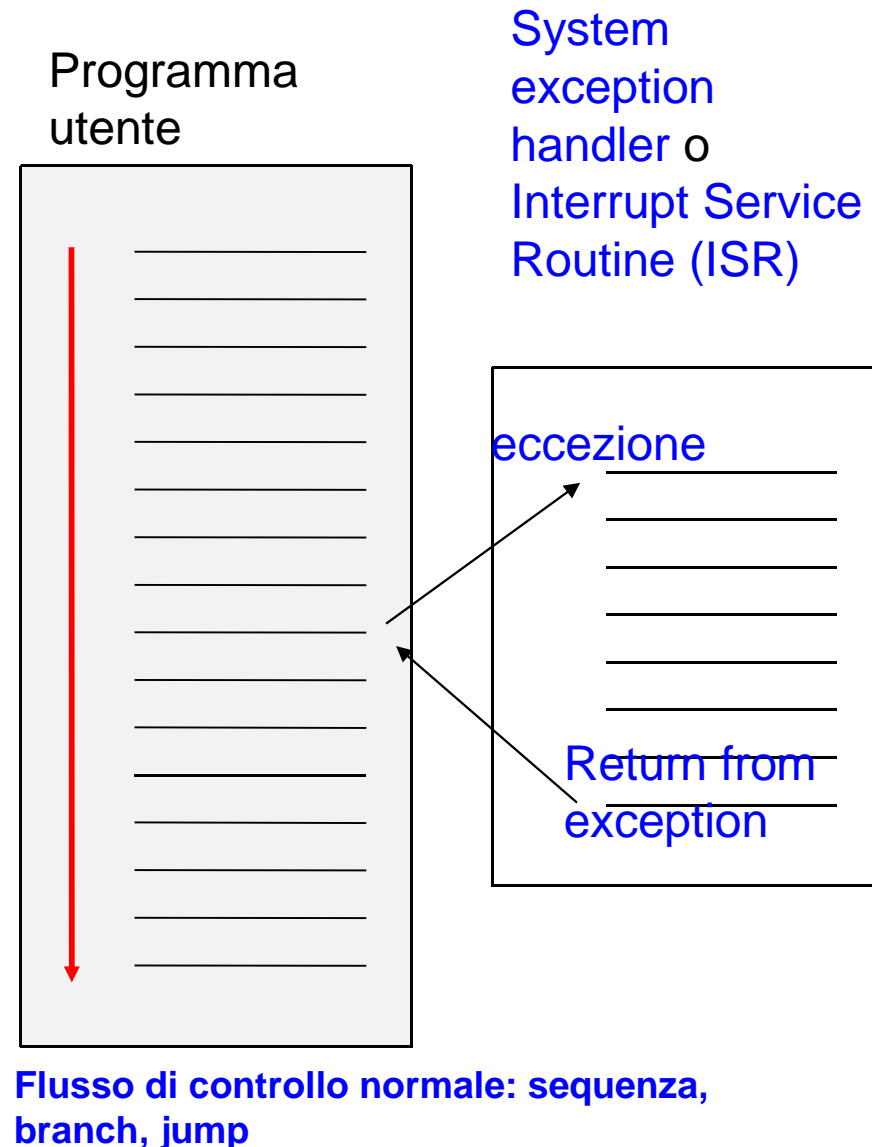 Programma
utente
System
exception
handler o
Interrupt Service
Routine (ISR)
eccezione
Return from
exception
Flusso di controllo normale: sequenza,
branch, jump